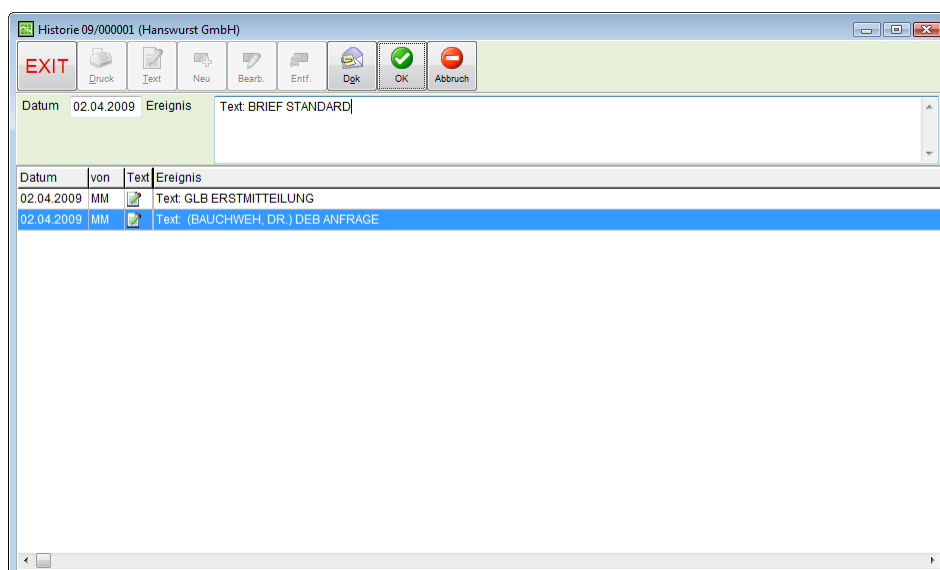 Historie 09/000001 (Hanswurst GmbH)
EXIT Druck Text Neu Bearb. Entf. Dok OK Abbruch
Datum 02.04.2009 Ereignis Text: BRIEF STANDARD
Datum von Text Ereignis
02.04.2009 MM Text: GLB ERSTMITTEILUNG
02.04.2009 MM Text: (BAUCHWEH, DR.) DEB ANFRAGE